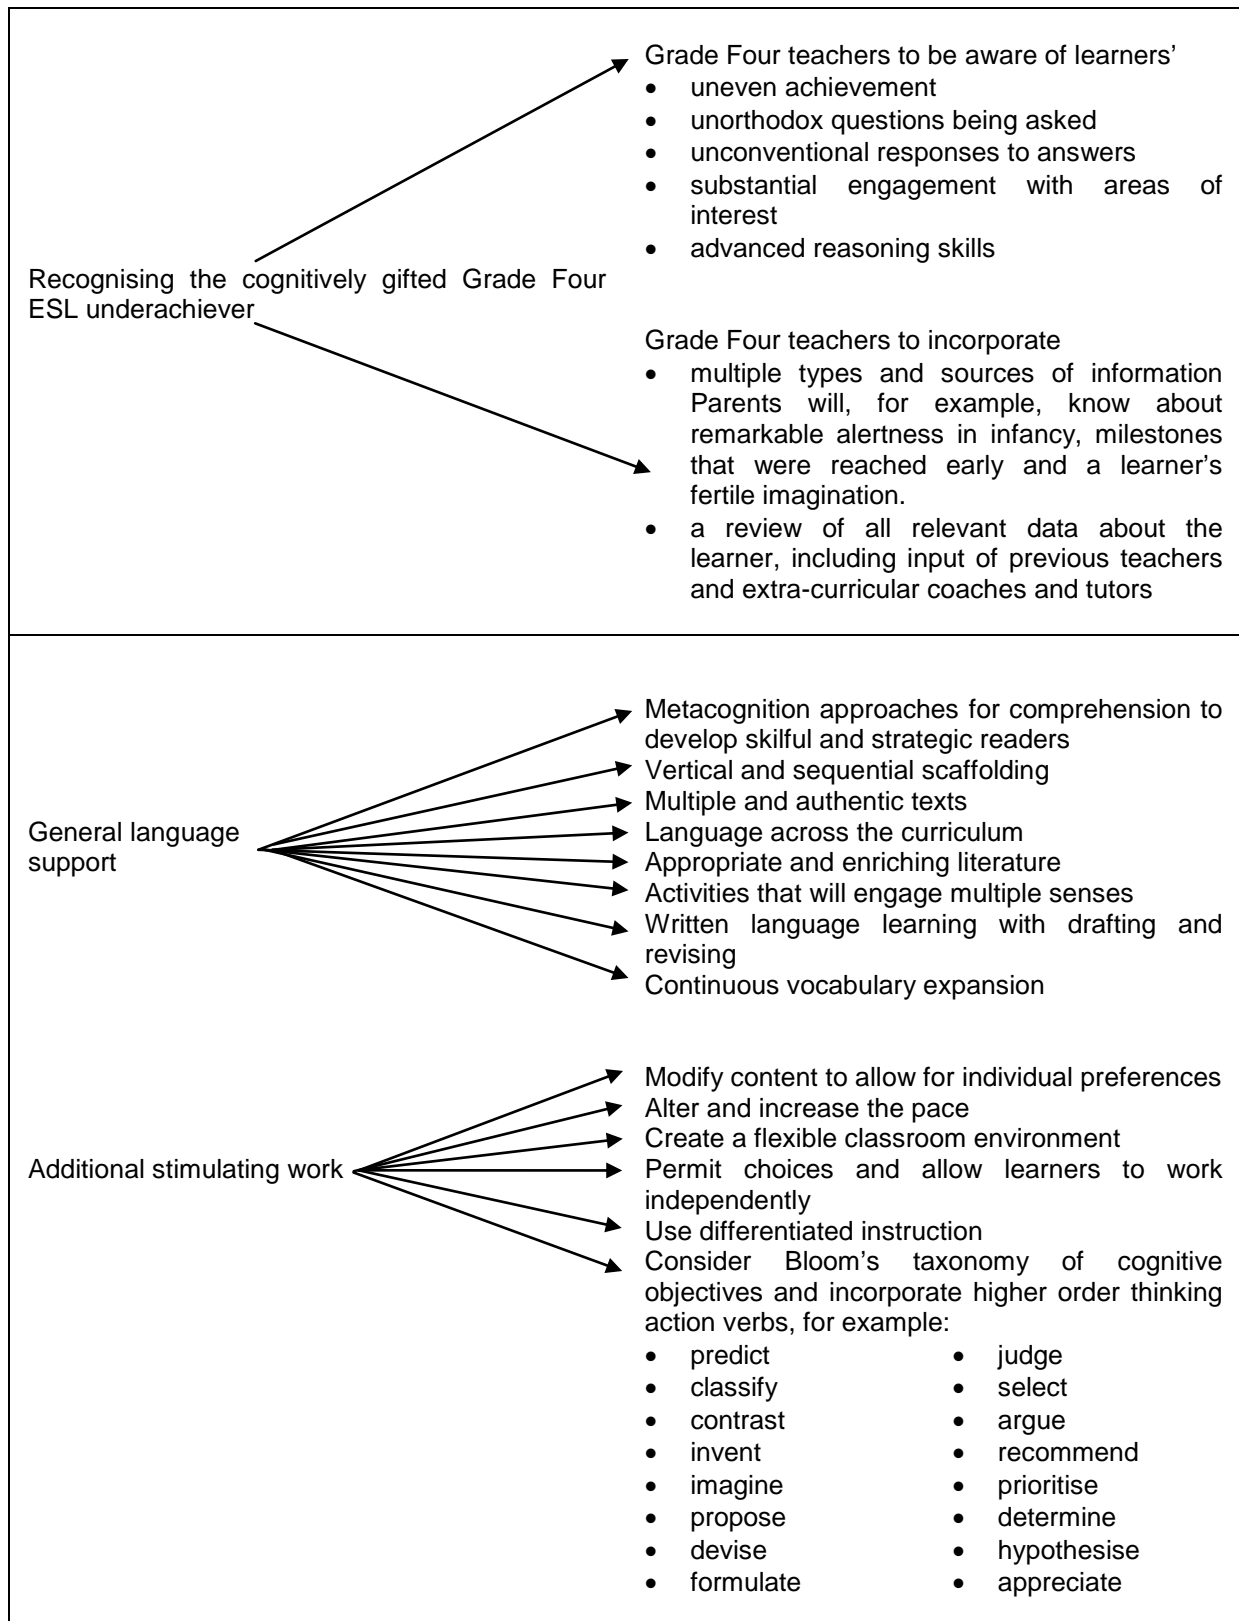 Grade Four teachers to be aware of learners’
• uneven achievement
• unorthodox questions being asked
• unconventional responses to answers
• substantial engagement with areas of
interest
• advanced reasoning skills
Recognising the cognitively gifted Grade Four
ESL underachiever
Grade Four teachers to incorporate
• multiple types and sources of information
Parents will, for example, know about
remarkable alertness in infancy, milestones
that were reached early and a learner’s
fertile imagination.
• a review of all relevant data about the
learner, including input of previous teachers
and extra-curricular coaches and tutors
General language
support
Metacognition approaches for comprehension to
develop skilful and strategic readers
Vertical and sequential scaffolding
Multiple and authentic texts
Language across the curriculum
Appropriate and enriching literature
Activities that will engage multiple senses
Written language learning with drafting and
revising
Continuous vocabulary expansion
Additional stimulating work
Modify content to allow for individual preferences
Alter and increase the pace
Create a flexible classroom environment
Permit choices and allow learners to work
independently
Use differentiated instruction
Consider Bloom’s taxonomy of cognitive
objectives and incorporate higher order thinking
action verbs, for example:
• predict
• classify
• contrast
• invent
• imagine
• propose
• devise
• formulate
• judge
• select
• argue
• recommend
• prioritise
• determine
• hypothesise
• appreciate